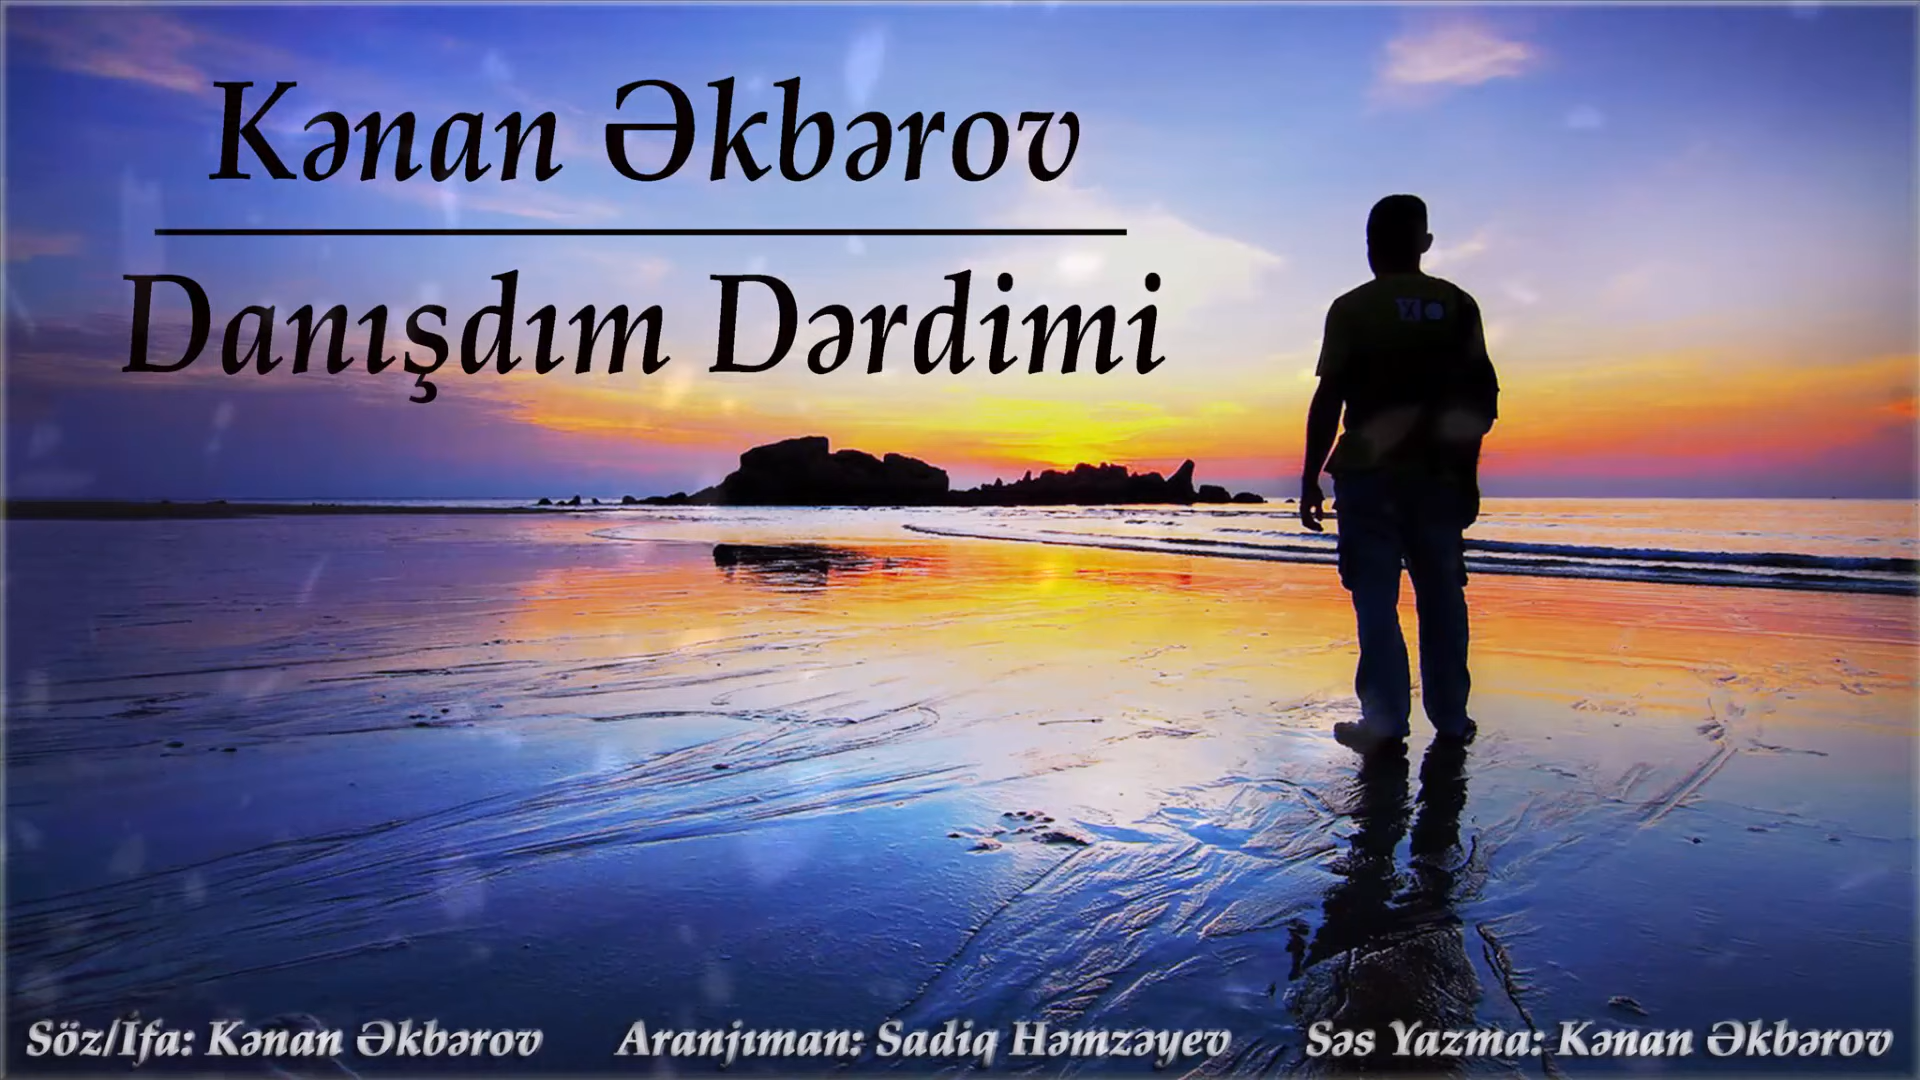 Kənan Əkbərov
Danışdım Dərdimi
Söz/İfa: Kənan Əkbərov Aranjıman: Sadiq Həmzəyev Səs Yazma: Kənan Əkbərov